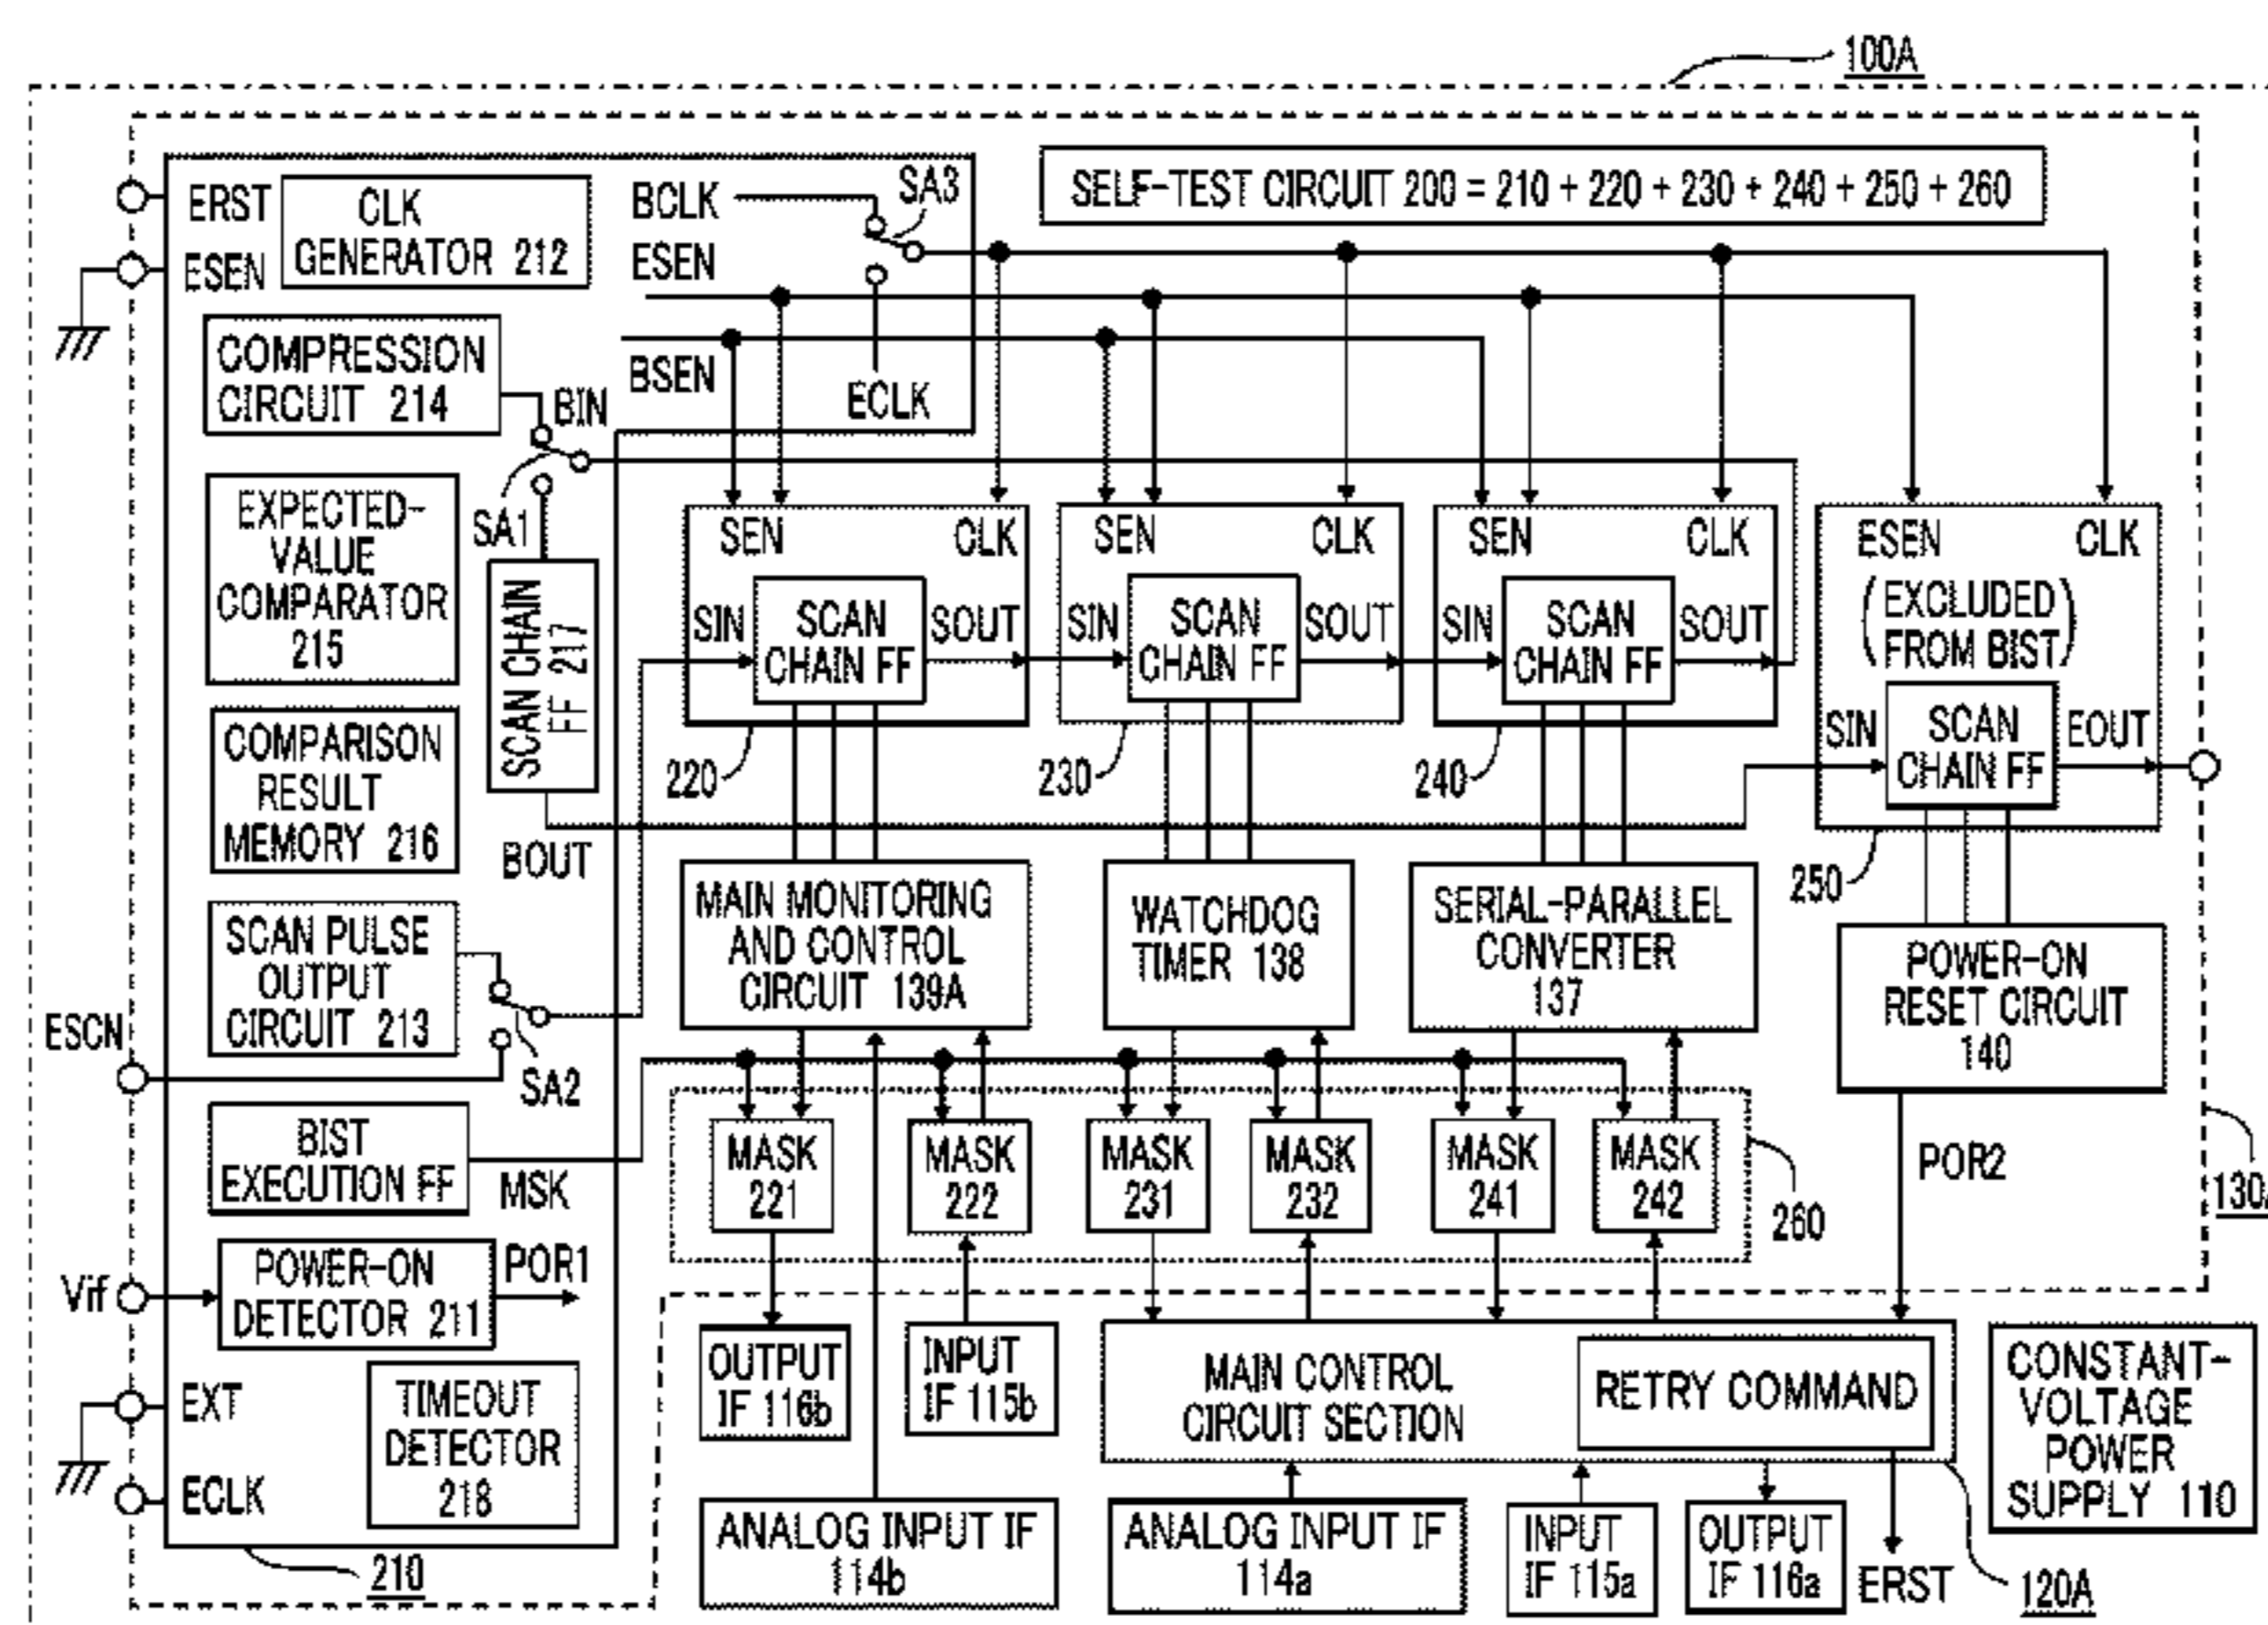 100A
ERST
CLK
GENERATOR 212
BCLK
SA3
SELF-TEST CIRCUIT 200 = 210 + 220 + 230 + 240 + 250 + 260
ESEN
ESEN
COMPRESSION
CIRCUIT 214
BSEN
BIN
ECLK
EXPECTED-
VALUE
COMPARATOR
215
SA1
SCAN CHAIN
FF 217
SEN
CLK
SIN
SCAN
CHAIN FF
SOUT
220
SEN
CLK
SIN
SCAN
CHAIN FF
SOUT
230
SEN
CLK
SIN
SCAN
CHAIN FF
SOUT
240
ESEN
CLK
(EXCLUDED
FROM BIST)
SIN
SCAN
CHAIN FF
EOUT
250
COMPARISON
RESULT
MEMORY 216
BOUT
MAIN MONITORING
AND CONTROL
CIRCUIT 139A
WATCHDOG
TIMER 138
SERIAL-PARALLEL
CONVERTER
137
POWER-ON
RESET CIRCUIT
140
SCAN PULSE
OUTPUT
CIRCUIT 213
ESCN
SA2
BIST
EXECUTION FF
MSK
MASK
221
MASK
222
MASK
231
MASK
232
MASK
241
MASK
242
260
POR2
Vif
POWER-ON
DETECTOR 211
POR1
OUTPUT
IF 116b
INPUT
IF 115b
MAIN CONTROL
CIRCUIT SECTION
RETRY COMMAND
CONSTANT-
VOLTAGE
POWER
SUPPLY 110
EXT
TIMEOUT
DETECTOR
218
ECLK
210
ANALOG INPUT IF
114b
ANALOG INPUT IF
114a
INPUT
IF 115a
OUTPUT
IF 116a
ERST
120A